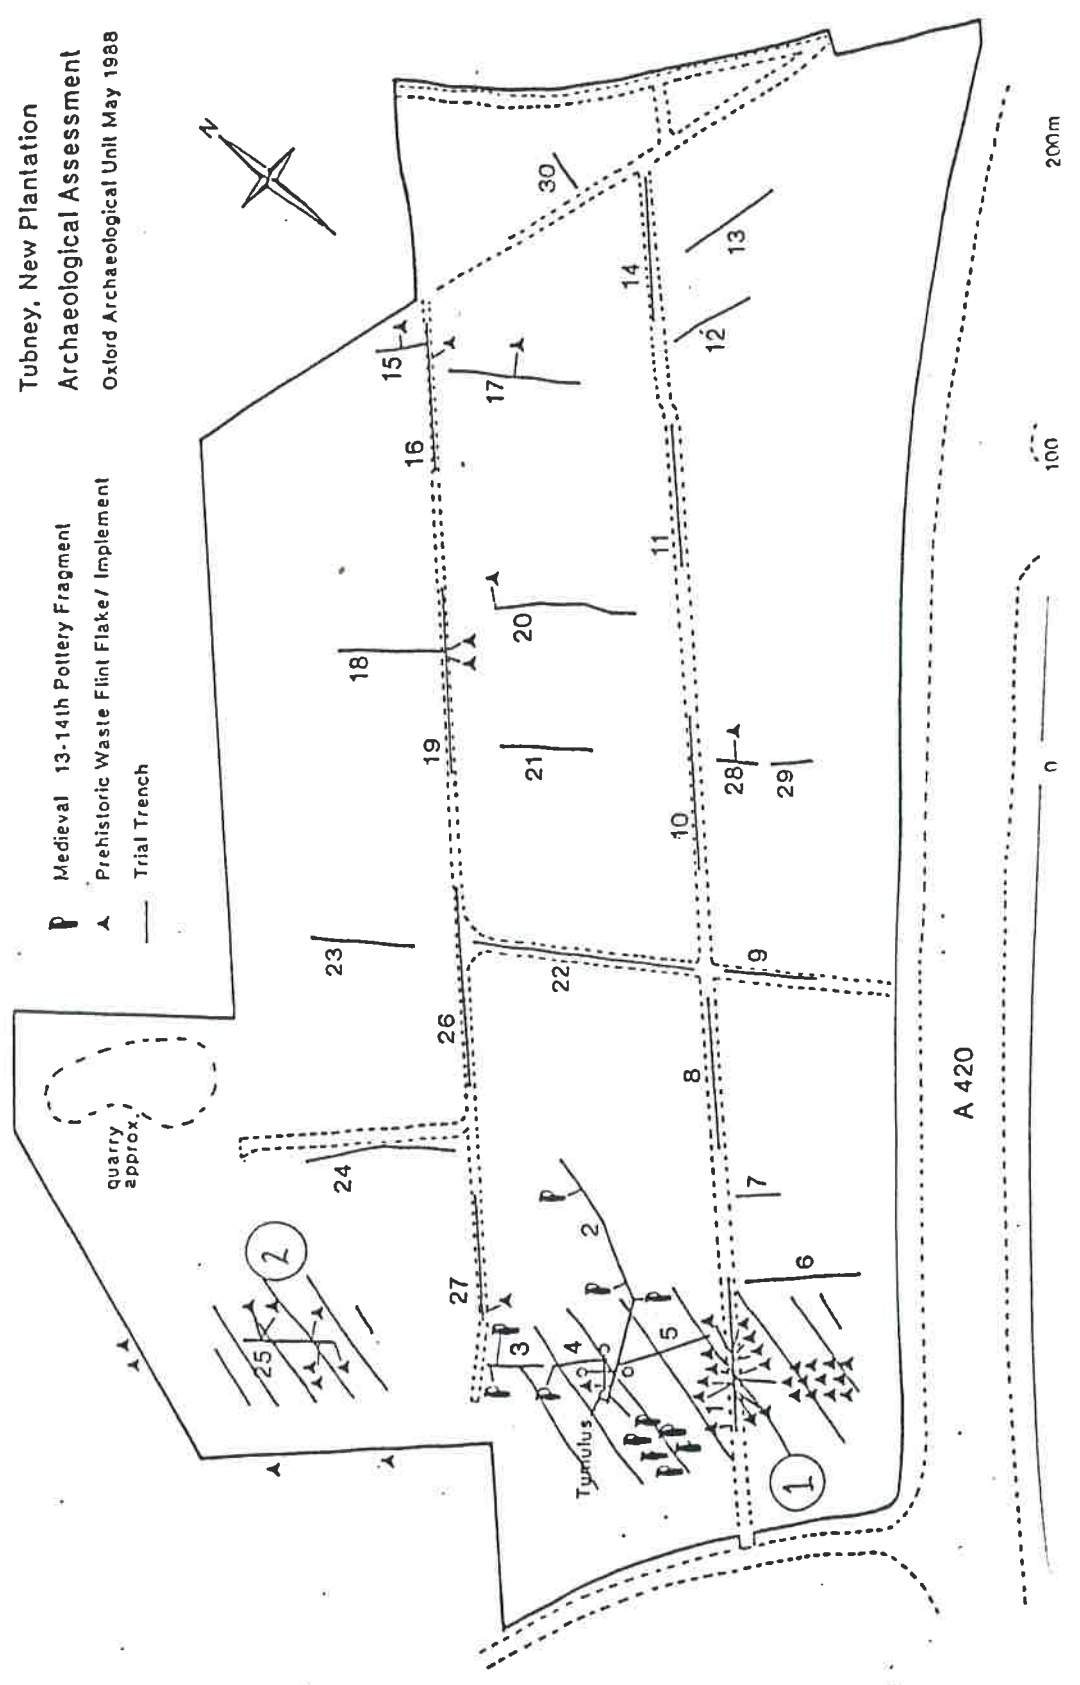 Tubney, New Plantation
Archaeological Assessment
Oxford Archaeological Unit May 1988
Medieval 13-14th Pottery Fragment
Prehistoric Waste Flint Flake/ Implement
Trial Trench
N
quarry
approx.
Tumulus
A 420
1
2
3
4
5
6
7
8
9
10
11
12
13
14
15
16
17
18
19
20
21
22
23
24
25
26
27
28
29
30
1
2
0
100
200m